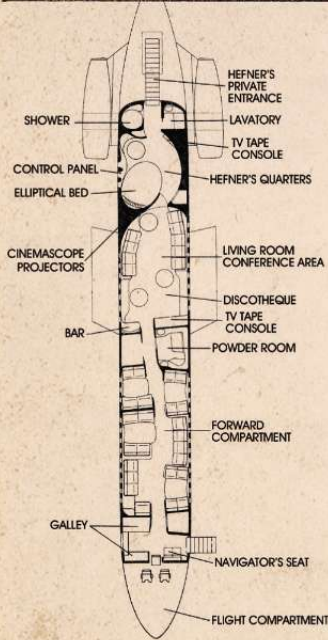 HEFNER'S
PRIVATE
ENTRANCE
SHOWER
LAVATORY
TV TAPE
CONSOLE
CONTROL PANEL
HEFNER'S QUARTERS
ELLIPTICAL BED
CINEMASCOPE
PROJECTORS
LIVING ROOM
CONFERENCE AREA
DISCOTHEQUE
TV TAPE
CONSOLE
BAR
POWDER ROOM
FORWARD
COMPARTMENT
GALLEY
NAVIGATOR'S SEAT
FLIGHT COMPARTMENT